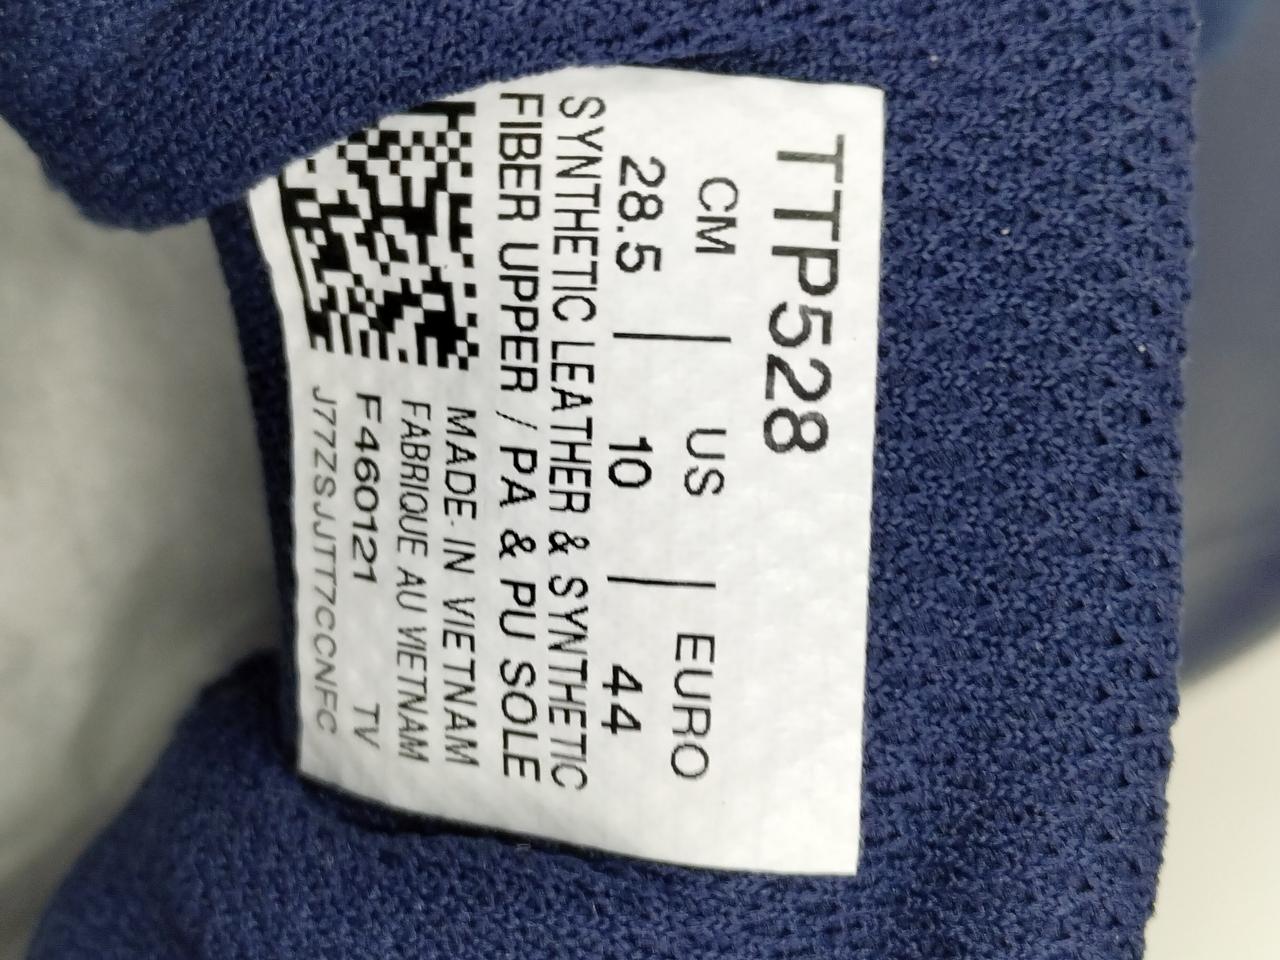 TTP528
CM | US | EURO
28.5 | 10 | 44
SYNTHETIC LEATHER & SYNTHETIC
FIBER UPPER / PA & PU SOLE
MADE IN VIETNAM
FABRIQUE AU VIETNAM
F460121 TV
J77ZSJJTT7CCNFC